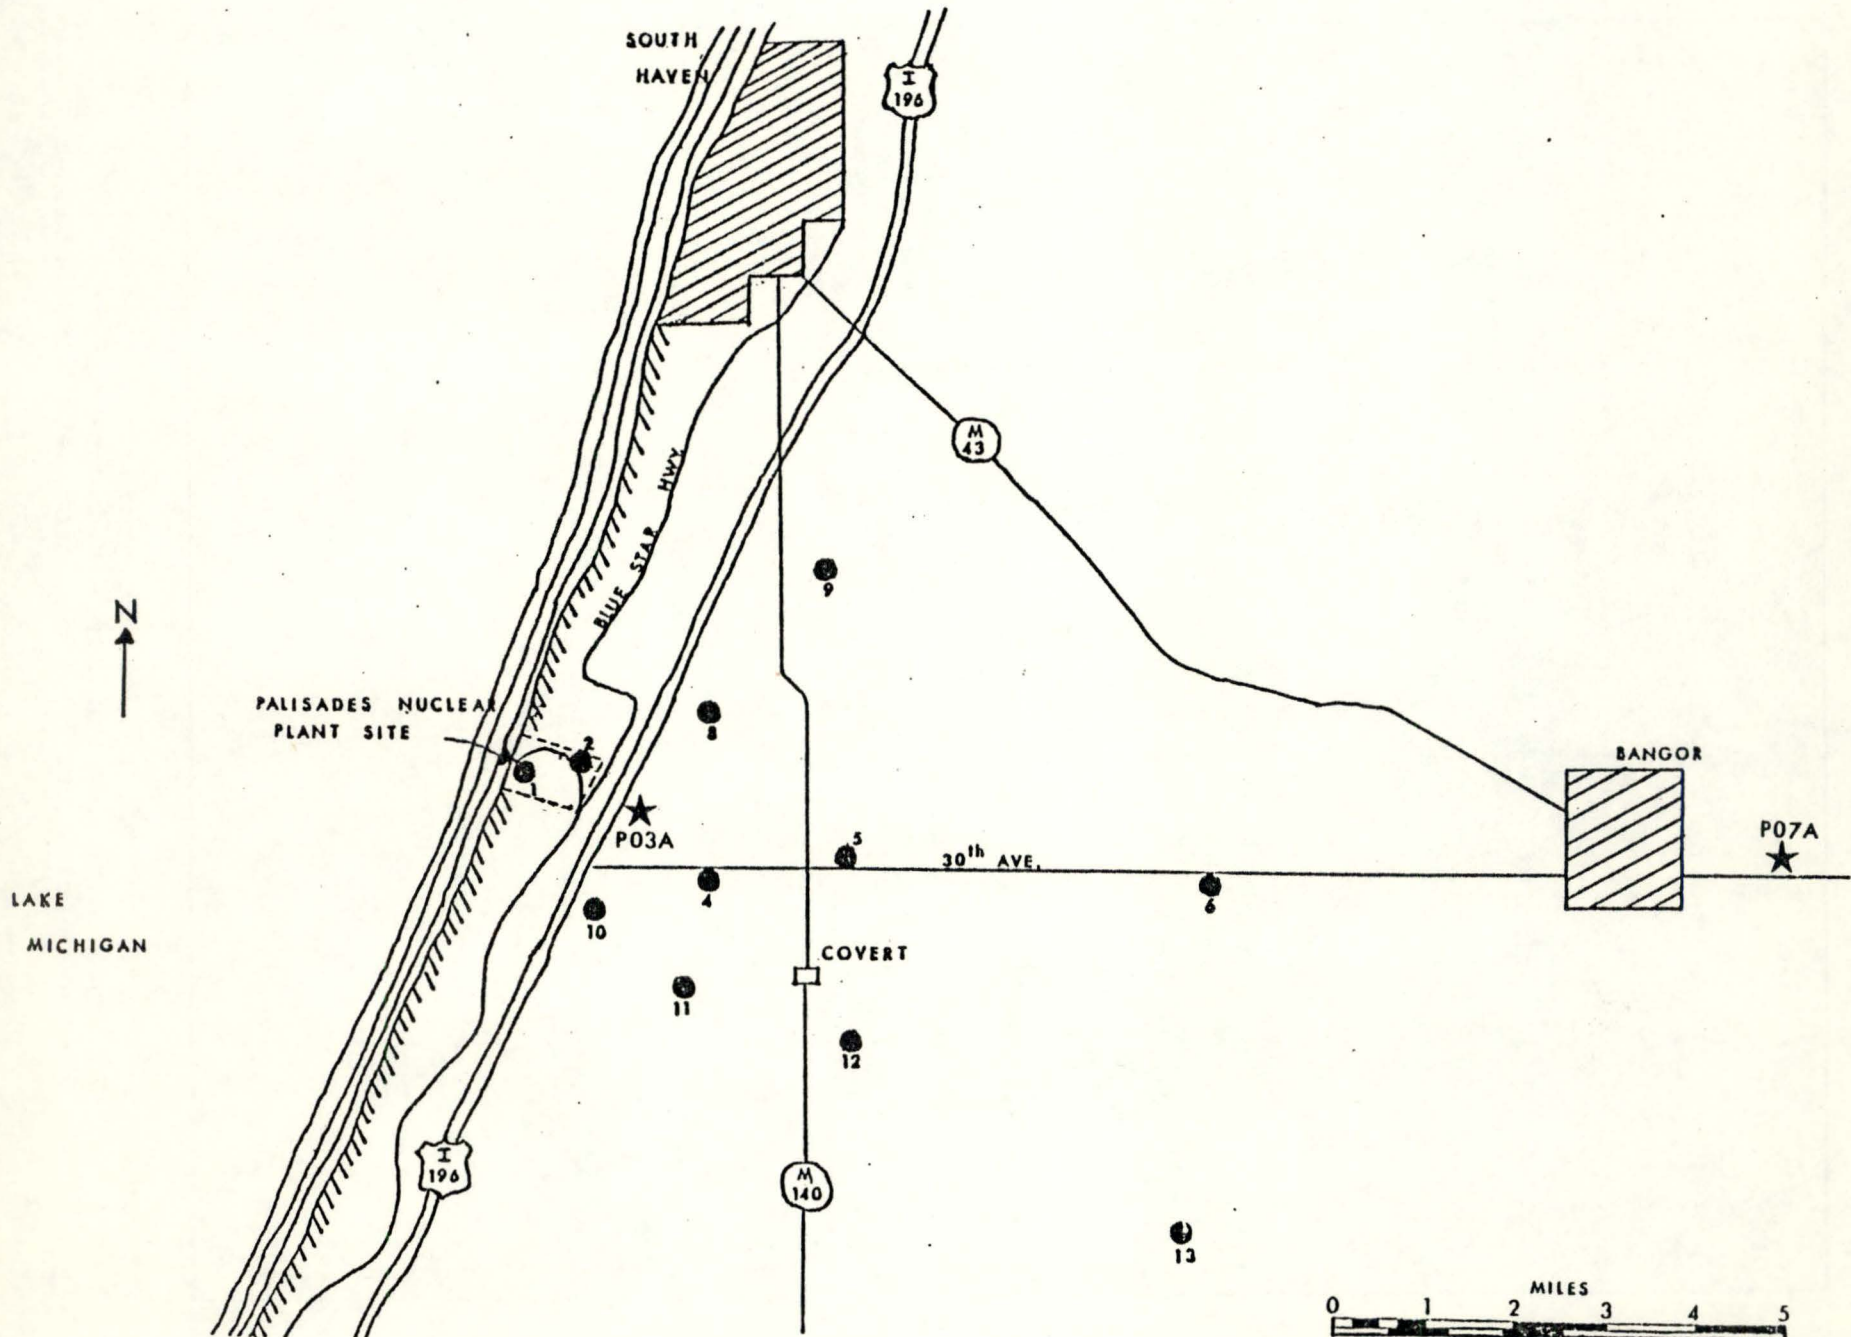 SOUTH
HAVEN
I
196
M
43
BLUE STAR HWY.
9
N
PALISADES NUCLEAR
PLANT SITE
8
2
1
BANGOR
P03A
P07A
5
30th AVE.
4
6
10
LAKE
MICHIGAN
COVERT
11
12
I
196
M
140
13
MILES
0 1 2 3 4 5